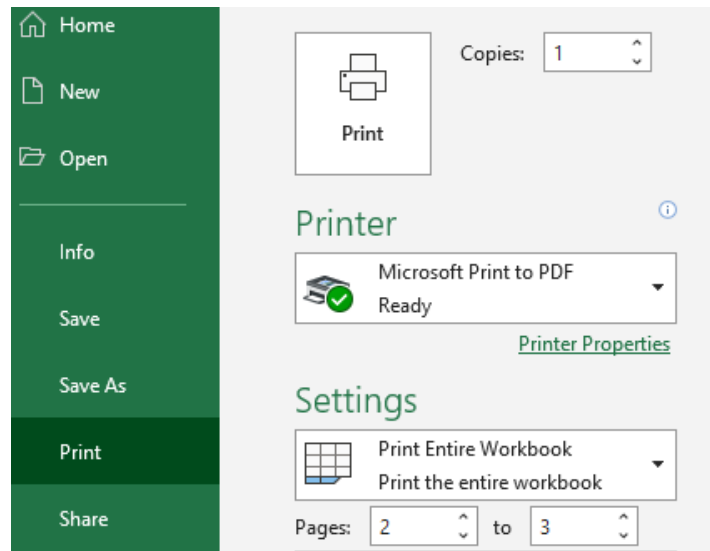 Home
New
Open
Info
Save
Save As
Print
Share
Copies: 1
Print
Printer
Microsoft Print to PDF
Ready
Printer Properties
Settings
Print Entire Workbook
Print the entire workbook
Pages: 2 to 3